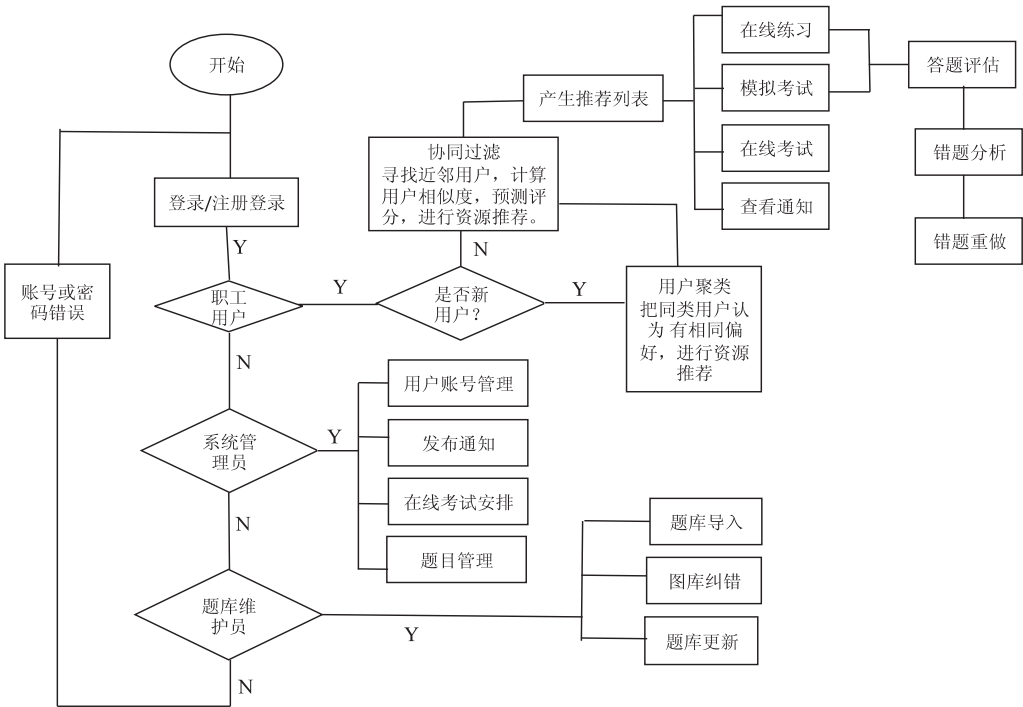 开始
登录/注册登录
Y
账号或密
码错误
职工
用户
Y
N
是否新
用户？
N
Y
协同过滤
寻找近邻用户，计算
用户相似度，预测评
分，进行资源推荐。
用户聚类
把同类用户认
为 有相同偏
好，进行资源
推荐
产生推荐列表
在线练习
模拟考试
在线考试
查看通知
答题评估
错题分析
错题重做
系统管
理员
Y
N
用户账号管理
发布通知
在线考试安排
题目管理
题库维
护员
Y
N
题库导入
图库纠错
题库更新